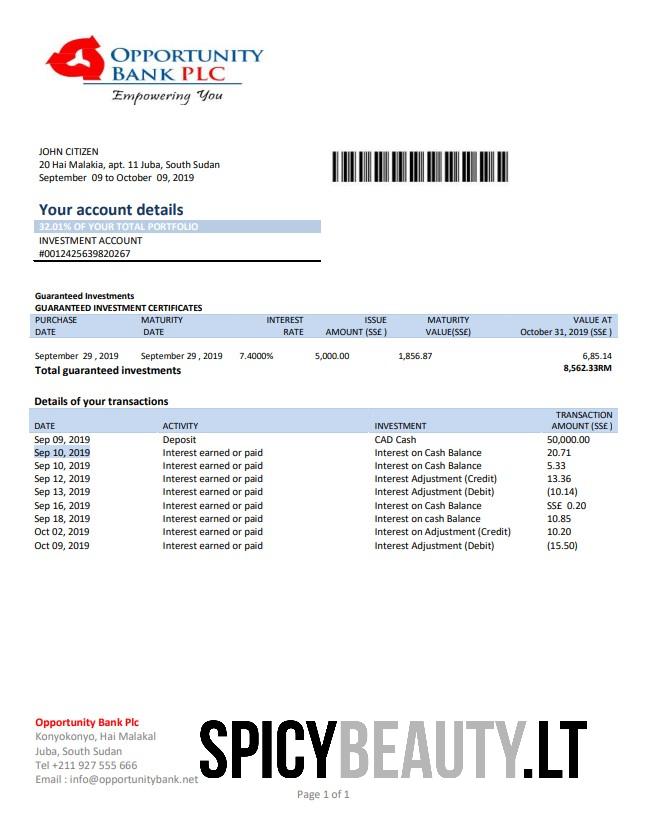 OPPORTUNITY
BANK PLC
Empowering You
JOHN CITIZEN
20 Hai Malakia, apt. 11 Juba, South Sudan
September 09 to October 09, 2019
Your account details
32.01% OF YOUR TOTAL PORTFOLIO
INVESTMENT ACCOUNT
#0012425639820267
Guaranteed Investments
GUARANTEED INVESTMENT CERTIFICATES
PURCHASE DATE MATURITY DATE INTEREST RATE ISSUE AMOUNT (SS£ ) MATURITY VALUE(SS£) VALUE AT October 31, 2019 (SS£ )
September 29 , 2019 September 29 , 2019 7.4000% 5,000.00 1,856.87 6,85.14
Total guaranteed investments 8,562.33RM
Details of your transactions
DATE ACTIVITY INVESTMENT TRANSACTION AMOUNT (SS£ )
Sep 09, 2019 Deposit CAD Cash 50,000.00
Sep 10, 2019 Interest earned or paid Interest on Cash Balance 20.71
Sep 10, 2019 Interest earned or paid Interest on Cash Balance 5.33
Sep 12, 2019 Interest earned or paid Interest Adjustment (Credit) 13.36
Sep 13, 2019 Interest earned or paid Interest Adjustment (Debit) (10.14)
Sep 16, 2019 Interest earned or paid Interest on Cash Balance SS£ 0.20
Sep 18, 2019 Interest earned or paid Interest on cash Balance 10.85
Oct 02, 2019 Interest earned or paid Interest on Adjustment (Credit) 10.20
Oct 09, 2019 Interest earned or paid Interest Adjustment (Debit) (15.50)
Opportunity Bank Plc
Konyokonyo, Hai Malakal
Juba, South Sudan
Tel +211 927 555 666
Email : info@opportunitybank.net
SPICYBEAUTY.LT
Page 1 of 1